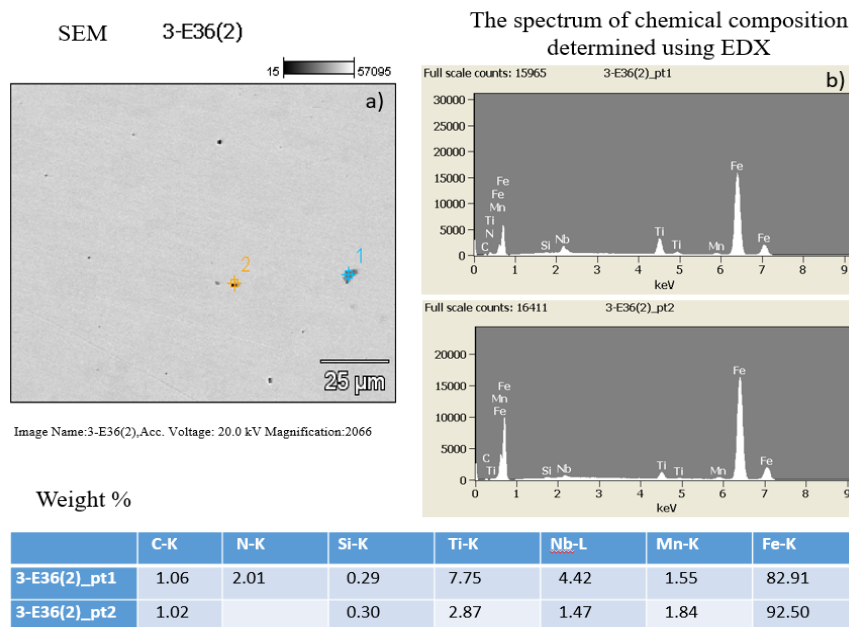 SEM 3-E36(2)
The spectrum of chemical composition
determined using EDX
15 57095
a)
2
1
25 µm
Image Name:3-E36(2),Acc. Voltage: 20.0 kV Magnification:2066
Full scale counts: 15965 3-E36(2)_pt1
b)
30000
25000
20000
15000
10000
5000
0
Fe
Fe
Mn
Ti
N
C
Si
Nb
Ti
Ti
Mn
Fe
Fe
0 1 2 3 4 5 6 7 8 9
keV
Full scale counts: 16411 3-E36(2)_pt2
20000
15000
10000
5000
0
Fe
Mn
Fe
C
Ti
Si
Nb
Ti
Ti
Mn
Fe
Fe
0 1 2 3 4 5 6 7 8 9
keV
Weight %
C-K N-K Si-K Ti-K Nb-L Mn-K Fe-K
3-E36(2)_pt1 1.06 2.01 0.29 7.75 4.42 1.55 82.91
3-E36(2)_pt2 1.02 0.30 2.87 1.47 1.84 92.50